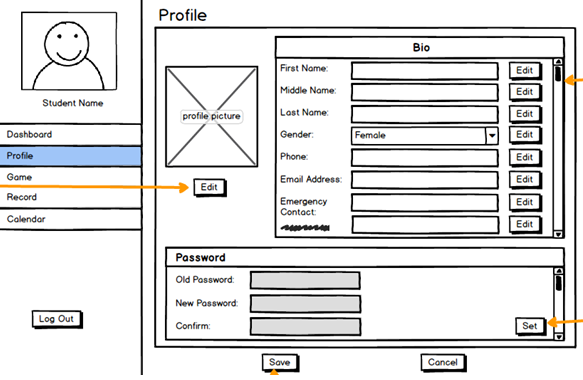 Profile
Student Name
Dashboard
Profile
Game
Record
Calendar
Log Out
profile picture
Edit
Bio
First Name: Edit
Middle Name: Edit
Last Name: Edit
Gender: Female Edit
Phone: Edit
Email Address: Edit
Emergency Edit
Contact:
Edit
Password
Old Password:
New Password:
Confirm: Set
Save Cancel